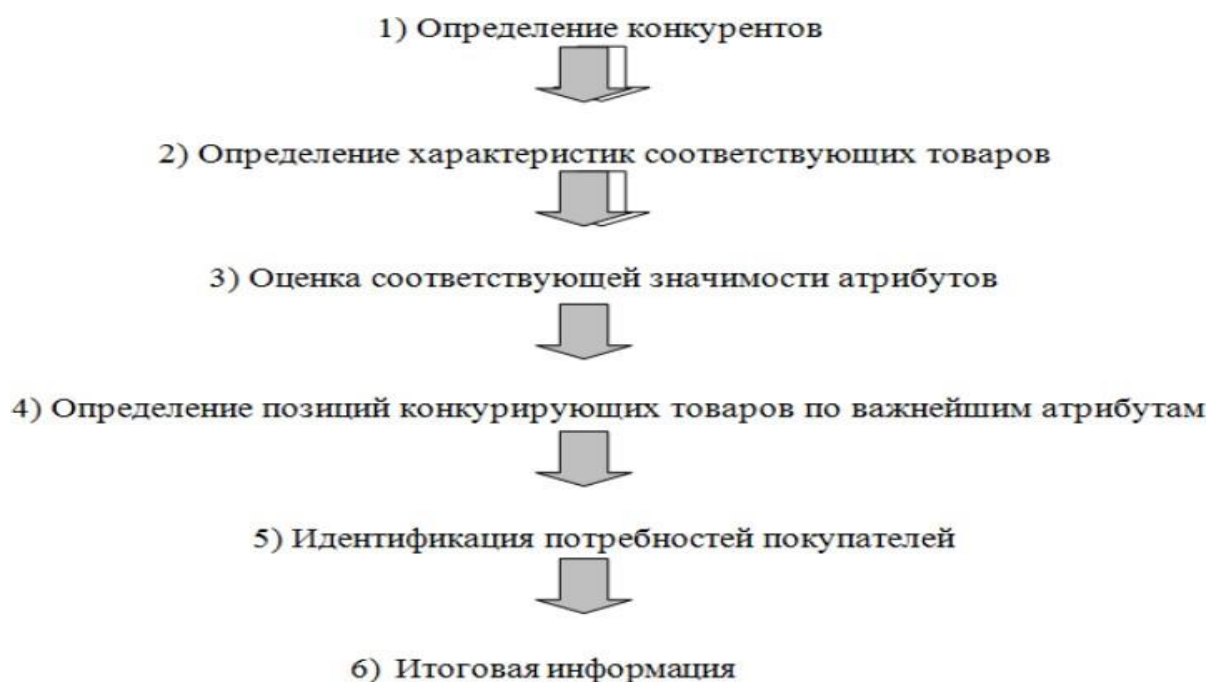 1) Определение конкурентов
2) Определение характеристик соответствующих товаров
3) Оценка соответствующей значимости атрибутов
4) Определение позиций конкурирующих товаров по важнейшим атрибутам
5) Идентификация потребностей покупателей
6) Итоговая информация